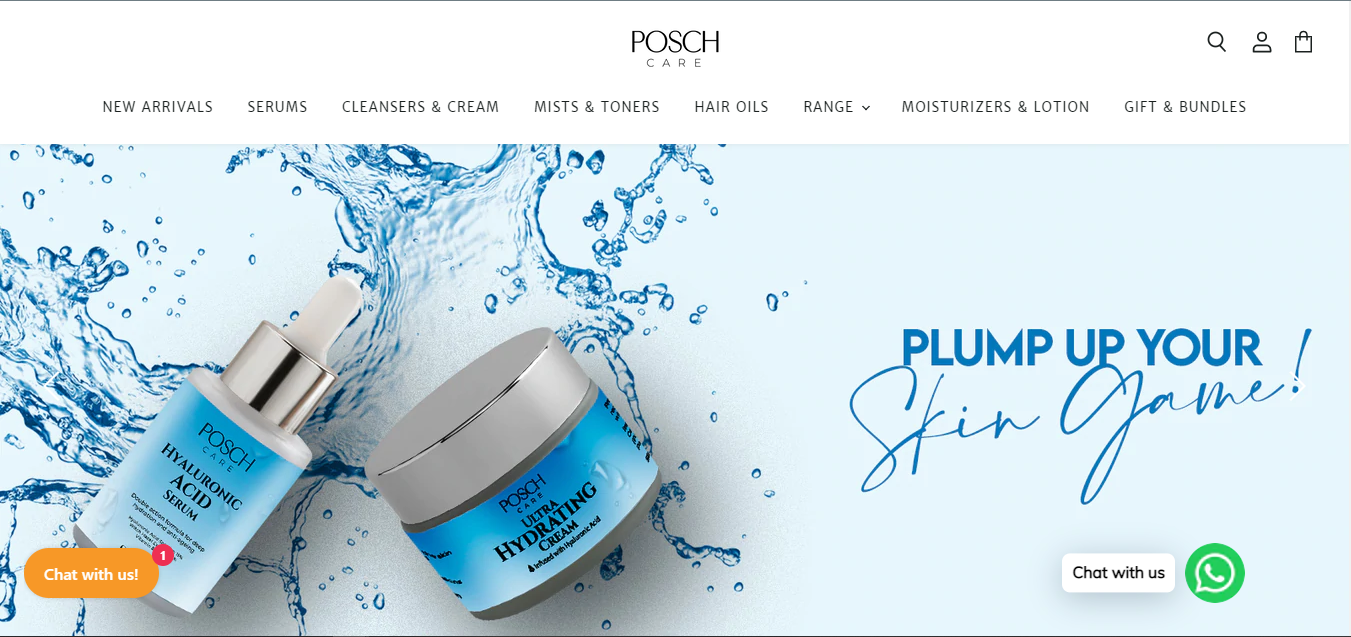 POSCH
CARE
NEW ARRIVALS
SERUMS
CLEANSERS & CREAM
MISTS & TONERS
HAIR OILS
RANGE
MOISTURIZERS & LOTION
GIFT & BUNDLES
PLUMP UP YOUR
Skin Game!
POSCH
CARE
HYALURONIC
ACID
SERUM
Double action formula for deep
hydration and anti-ageing
POSCH
CARE
ULTRA
HYDRATING
CREAM
Infused with Hyaluronic Acid
Chat with us!
1
Chat with us